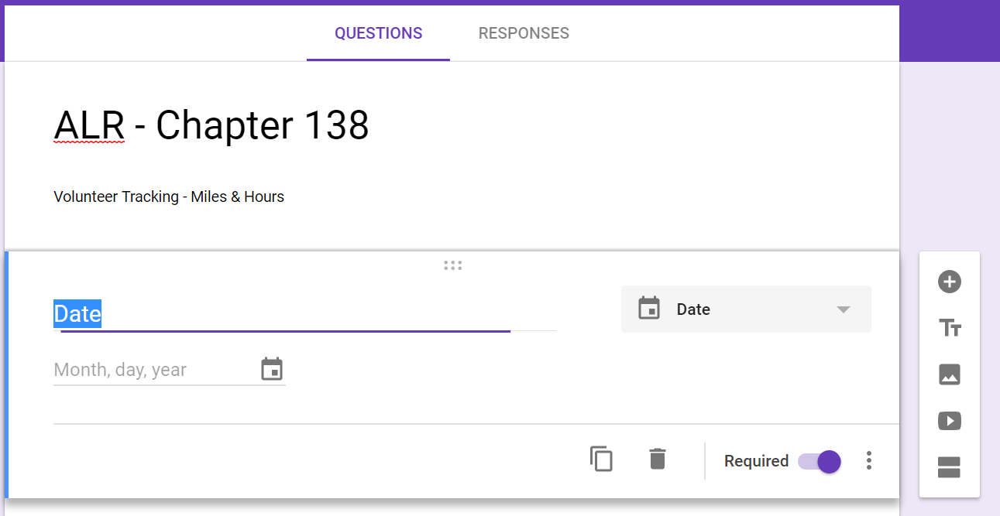 QUESTIONS RESPONSES
ALR - Chapter 138
Volunteer Tracking - Miles & Hours
Date
Date
Month, day, year
Required